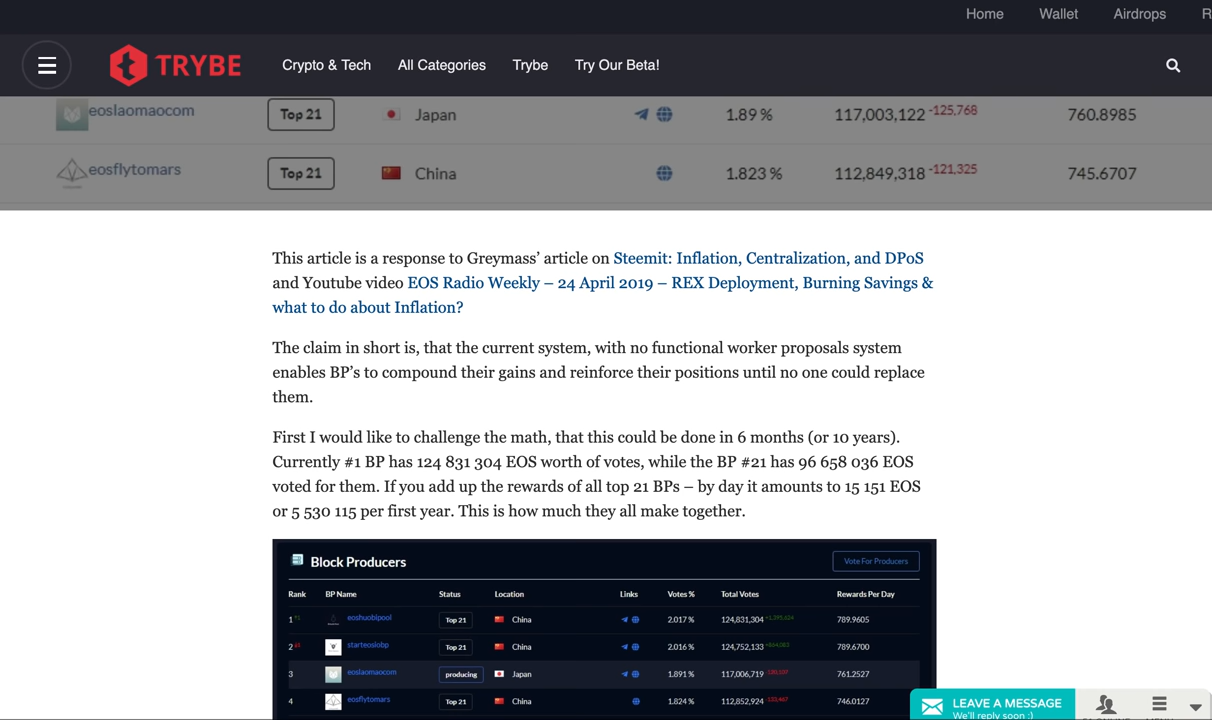 Home Wallet Airdrops R
TRYBE Crypto & Tech All Categories Trybe Try Our Beta!
eoslaomaocom Top 21 Japan 1.89 % 117,003,122 -125,768 760.8985
eosflytomars Top 21 China 1.823 % 112,849,318 -121,325 745.6707
This article is a response to Greymass’ article on Steemit: Inflation, Centralization, and DPoS
and Youtube video EOS Radio Weekly – 24 April 2019 – REX Deployment, Burning Savings &
what to do about Inflation?
The claim in short is, that the current system, with no functional worker proposals system
enables BP’s to compound their gains and reinforce their positions until no one could replace
them.
First I would like to challenge the math, that this could be done in 6 months (or 10 years).
Currently #1 BP has 124 831 304 EOS worth of votes, while the BP #21 has 96 658 036 EOS
voted for them. If you add up the rewards of all top 21 BPs – by day it amounts to 15 151 EOS
or 5 530 115 per first year. This is how much they all make together.
Block Producers Vote For Producers
Rank BP Name Status Location Links Votes % Total Votes Rewards Per Day
1 eoshuobipool Top 21 China 2.017 % 124,831,304 789.9605
2 starteosiobp Top 21 China 2.016 % 124,752,133 789.6700
3 eoslaomaocom producing Japan 1.891 % 117,006,719 761.2527
4 eosflytomars Top 21 China 1.824 % 112,852,924 746.0127
LEAVE A MESSAGE
We'll reply soon :)